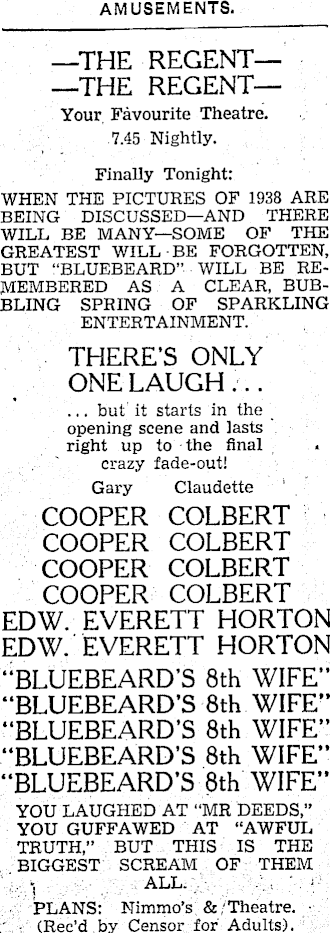 AMUSEMENTS.
—THE REGENT—
—THE REGENT—
Your Favourite Theatre.
7.45 Nightly.
Finally Tonight:
WHEN THE PICTURES OF 1938 ARE
BEING DISCUSSED—AND THERE
WILL BE MANY—SOME OF THE
GREATEST WILL BE FORGOTTEN,
BUT "BLUEBEARD" WILL BE RE-
MEMBERED AS A CLEAR, BUB-
BLING SPRING OF SPARKLING
ENTERTAINMENT.
THERE'S ONLY
ONE LAUGH . . .
. . . but it starts in the
opening scene and lasts
right up to the final
crazy fade-out!
Gary Claudette
COOPER COLBERT
COOPER COLBERT
COOPER COLBERT
COOPER COLBERT
EDW. EVERETT HORTON
EDW. EVERETT HORTON
"BLUEBEARD'S 8th WIFE"
"BLUEBEARD'S 8th WIFE"
"BLUEBEARD'S 8th WIFE"
"BLUEBEARD'S 8th WIFE"
"BLUEBEARD'S 8th WIFE"
YOU LAUGHED AT "MR DEEDS,"
YOU GUFFAWED AT "AWFUL
TRUTH," BUT THIS IS THE
BIGGEST SCREAM OF THEM
ALL.
PLANS: Nimmo's & Theatre.
(Rec'd by Censor for Adults).